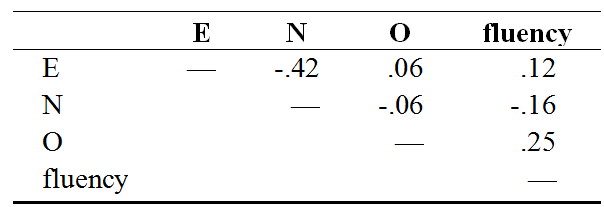 E N O fluency
E — -.42 .06 .12
N — -.06 -.16
O — .25
fluency —